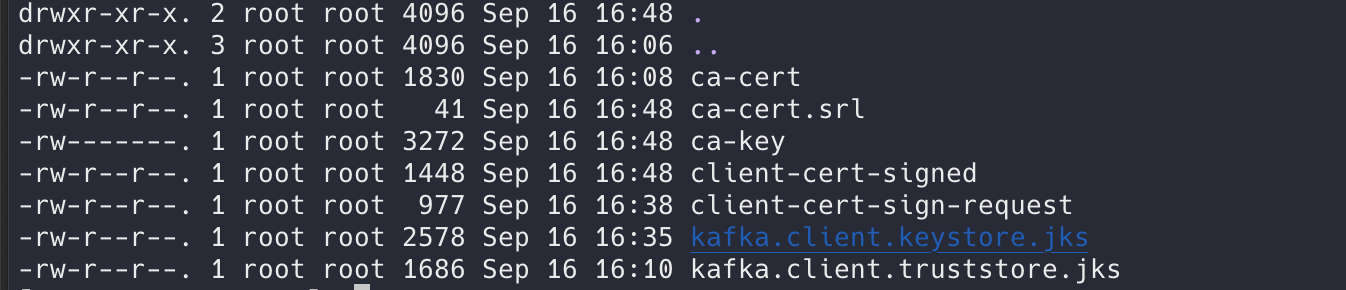 drwxr-xr-x. 2 root root 4096 Sep 16 16:48 .
drwxr-xr-x. 3 root root 4096 Sep 16 16:06 ..
-rw-r--r--. 1 root root 1830 Sep 16 16:08 ca-cert
-rw-r--r--. 1 root root   41 Sep 16 16:48 ca-cert.srl
-rw-------. 1 root root 3272 Sep 16 16:48 ca-key
-rw-r--r--. 1 root root 1448 Sep 16 16:48 client-cert-signed
-rw-r--r--. 1 root root  977 Sep 16 16:38 client-cert-sign-request
-rw-r--r--. 1 root root 2578 Sep 16 16:35 kafka.client.keystore.jks
-rw-r--r--. 1 root root 1686 Sep 16 16:10 kafka.client.truststore.jks